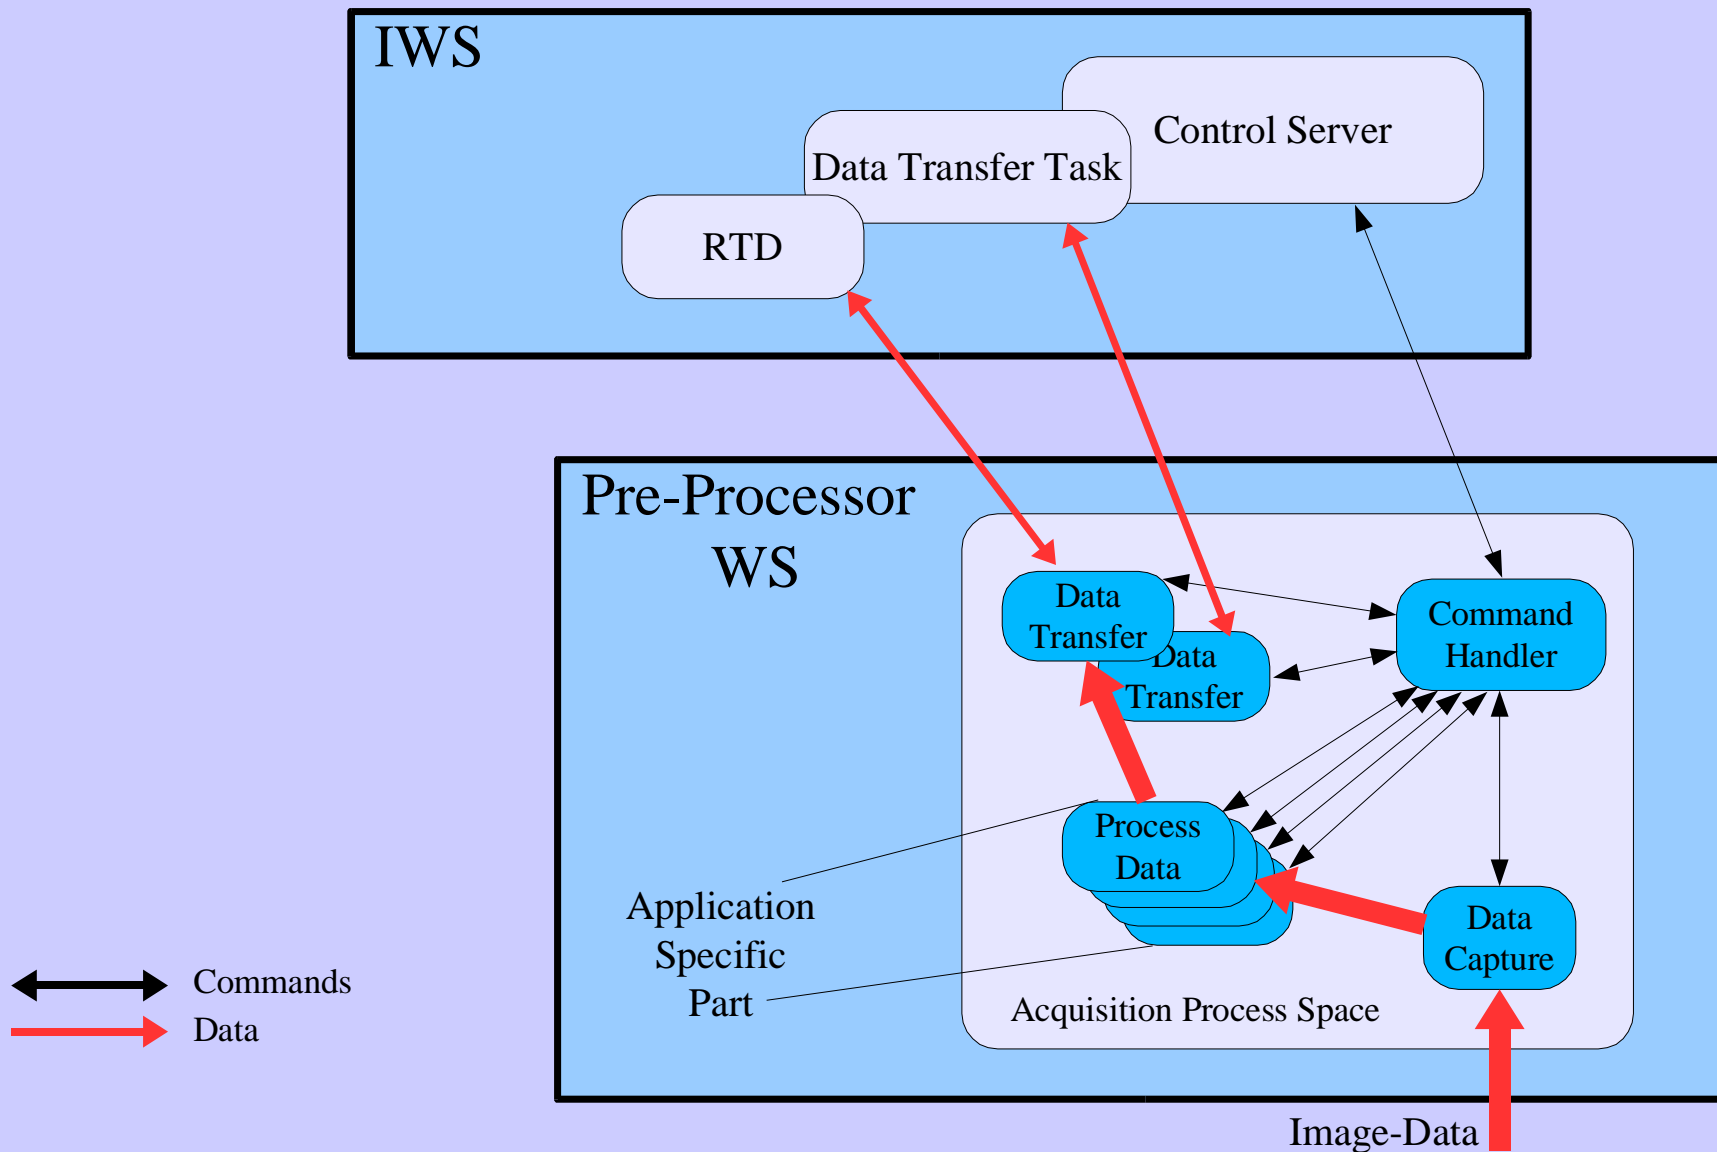 IWS
Control Server
Data Transfer Task
RTD
Pre-Processor
WS
Data
Transfer
Data
Transfer
Command
Handler
Process
Data
Application
Specific
Part
Data
Capture
Acquisition Process Space
Commands
Data
Image-Data